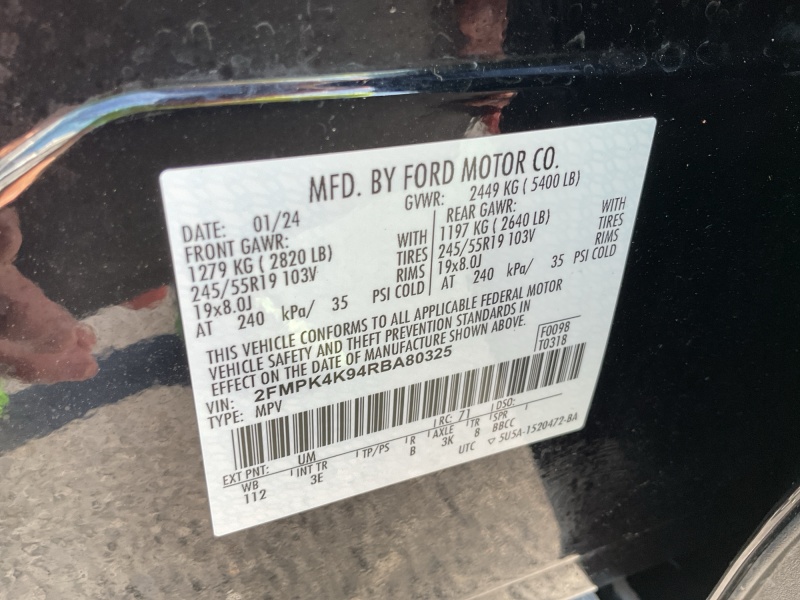 MFD. BY FORD MOTOR CO.
DATE: 01/24 GVWR: 2449 KG ( 5400 LB)
FRONT GAWR: REAR GAWR:
1279 KG ( 2820 LB) WITH 1197 KG ( 2640 LB) WITH
245/55R19 103V TIRES 245/55R19 103V TIRES
19x8.0J RIMS 19x8.0J RIMS
AT 240 kPa/ 35 PSI COLD AT 240 kPa/ 35 PSI COLD
THIS VEHICLE CONFORMS TO ALL APPLICABLE FEDERAL MOTOR
VEHICLE SAFETY AND THEFT PREVENTION STANDARDS IN
EFFECT ON THE DATE OF MANUFACTURE SHOWN ABOVE.
VIN: 2FMPK4K94RBA80325 F0098
TYPE: MPV T0318
EXT PNT: UM RC: 71 DSO:
WB INT TR TP/PS R AXLE TR SPR
112 3E B 3K 8 BBCC
UTC ▽ 5U5A-1520472-BA